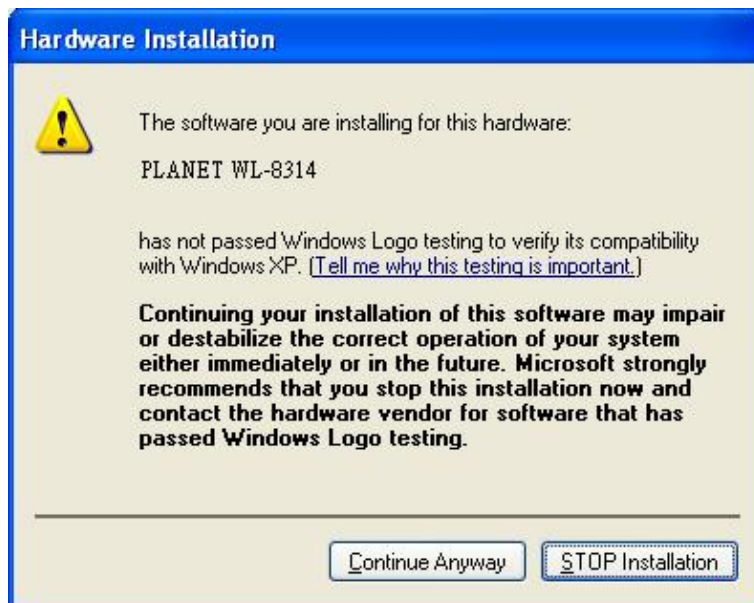 Hardware Installation
The software you are installing for this hardware:
PLANET WL-8314
has not passed Windows Logo testing to verify its compatibility
with Windows XP. (Tell me why this testing is important.)
Continuing your installation of this software may impair
or destabilize the correct operation of your system
either immediately or in the future. Microsoft strongly
recommends that you stop this installation now and
contact the hardware vendor for software that has
passed Windows Logo testing.
Continue Anyway
STOP Installation